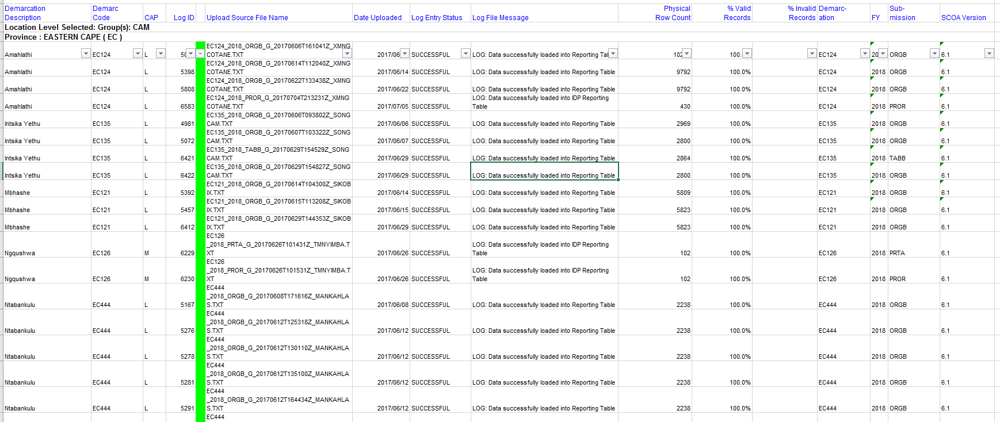 Demarcation Description Demarc Code CAP Log ID Upload Source File Name Date Uploaded Log Entry Status Log File Message Physical Row Count % Valid Records % Invalid Records Demarc-ation FY Sub-mission SCOA Version
Location Level Selected: Group(s): CAM
Province : EASTERN CAPE ( EC )
Amahlathi EC124 L EC124_2018_ORGB_G_20170606T161041Z_XMNGCOTANE.TXT 2017/06 SUCCESSFUL LOG: Data successfully loaded into Reporting 100. EC124 ORGB 6.1
Amahlathi EC124 L 5398 EC124_2018_ORGB_G_20170614T112040Z_XMNGCOTANE.TXT 2017/06/14 SUCCESSFUL LOG: Data successfully loaded into Reporting Table 9792 100.0% EC124 2018 ORGB 6.1
Amahlathi EC124 L 5808 EC124_2018_ORGB_G_20170622T133438Z_XMNGCOTANE.TXT 2017/06/22 SUCCESSFUL LOG: Data successfully loaded into Reporting Table 9792 100.0% EC124 2018 ORGB 6.1
Amahlathi EC124 L 6583 EC124_2018_PROR_G_20170704T213231Z_XMNGCOTANE.TXT 2017/07/05 SUCCESSFUL LOG: Data successfully loaded into IDP Reporting Table 430 100.0% EC124 2018 PROR 6.1
Intsika Yethu EC135 L 4981 EC135_2018_ORGB_G_20170606T093802Z_SONGCAM.TXT 2017/06/06 SUCCESSFUL LOG: Data successfully loaded into Reporting Table 2969 100.0% EC135 2018 ORGB 6.1
Intsika Yethu EC135 L 5072 EC135_2018_ORGB_G_20170607T103322Z_SONGCAM.TXT 2017/06/07 SUCCESSFUL LOG: Data successfully loaded into Reporting Table 2800 100.0% EC135 2018 ORGB 6.1
Intsika Yethu EC135 L 6421 EC135_2018_TABB_G_20170629T154529Z_SONGCAM.TXT 2017/06/29 SUCCESSFUL LOG: Data successfully loaded into Reporting Table 2864 100.0% EC135 2018 TABB 6.1
Intsika Yethu EC135 L 6422 EC135_2018_ORGB_G_20170629T154827Z_SONGCAM.TXT 2017/06/29 SUCCESSFUL LOG: Data successfully loaded into Reporting Table 2800 100.0% EC135 2018 ORGB 6.1
Mbhashe EC121 L 5392 EC121_2018_ORGB_G_20170614T104300Z_SIKOBIX.TXT 2017/06/14 SUCCESSFUL LOG: Data successfully loaded into Reporting Table 5809 100.0% EC121 2018 ORGB 6.1
Mbhashe EC121 L 5457 EC121_2018_ORGB_G_20170615T113208Z_SIKOBIX.TXT 2017/06/15 SUCCESSFUL LOG: Data successfully loaded into Reporting Table 5823 100.0% EC121 2018 ORGB 6.1
Mbhashe EC121 L 6412 EC121_2018_ORGB_G_20170629T144353Z_SIKOBIX.TXT 2017/06/29 SUCCESSFUL LOG: Data successfully loaded into Reporting Table 5823 100.0% EC121 2018 ORGB 6.1
Ngqushwa EC126 M 6229 EC126_2018_PRTA_G_20170626T101431Z_TMNYIMBA.TXT 2017/06/26 SUCCESSFUL LOG: Data successfully loaded into IDP Reporting Table 102 100.0% EC126 2018 PRTA 6.1
Ngqushwa EC126 M 6230 EC126_2018_PROR_G_20170626T101531Z_TMNYIMBA.TXT 2017/06/26 SUCCESSFUL LOG: Data successfully loaded into IDP Reporting Table 102 100.0% EC126 2018 PROR 6.1
Ntabankulu EC444 L 5167 EC444_2018_ORGB_G_20170608T171616Z_MANKAHLAS.TXT 2017/06/08 SUCCESSFUL LOG: Data successfully loaded into Reporting Table 2238 100.0% EC444 2018 ORGB 6.1
Ntabankulu EC444 L 5276 EC444_2018_ORGB_G_20170612T125318Z_MANKAHLAS.TXT 2017/06/12 SUCCESSFUL LOG: Data successfully loaded into Reporting Table 2238 100.0% EC444 2018 ORGB 6.1
Ntabankulu EC444 L 5278 EC444_2018_ORGB_G_20170612T130110Z_MANKAHLAS.TXT 2017/06/12 SUCCESSFUL LOG: Data successfully loaded into Reporting Table 2238 100.0% EC444 2018 ORGB 6.1
Ntabankulu EC444 L 5281 EC444_2018_ORGB_G_20170612T135100Z_MANKAHLAS.TXT 2017/06/12 SUCCESSFUL LOG: Data successfully loaded into Reporting Table 2238 100.0% EC444 2018 ORGB 6.1
Ntabankulu EC444 L 5291 EC444_2018_ORGB_G_20170612T164434Z_MANKAHLAS.TXT 2017/06/12 SUCCESSFUL LOG: Data successfully loaded into Reporting Table 2238 100.0% EC444 2018 ORGB 6.1
EC444